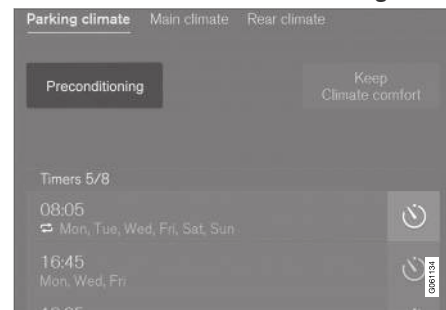 Parking climate Main climate Rear climate
Preconditioning
Keep
Climate comfort
Timers 5/8
08:05
Mon, Tue, Wed, Fri, Sat, Sun
16:45
Mon, Wed, Fri
G061134